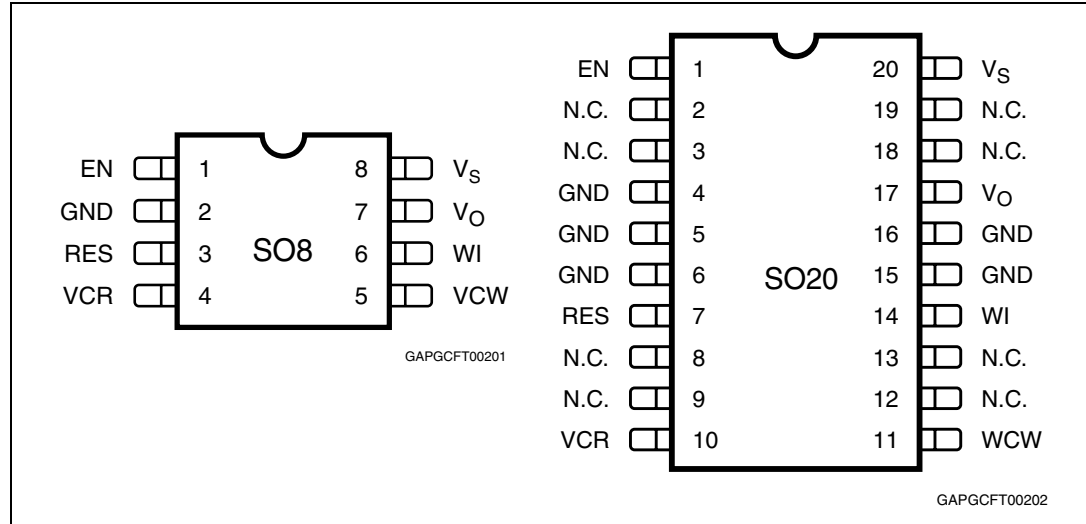 EN 1 8 VS
GND 2 7 VO
RES 3 SO8 6 WI
VCR 4 5 VCW
GAPGCFT00201
EN 1 20 VS
N.C. 2 19 N.C.
N.C. 3 18 N.C.
GND 4 17 VO
GND 5 16 GND
GND 6 SO20 15 GND
RES 7 14 WI
N.C. 8 13 N.C.
N.C. 9 12 N.C.
VCR 10 11 WCW
GAPGCFT00202